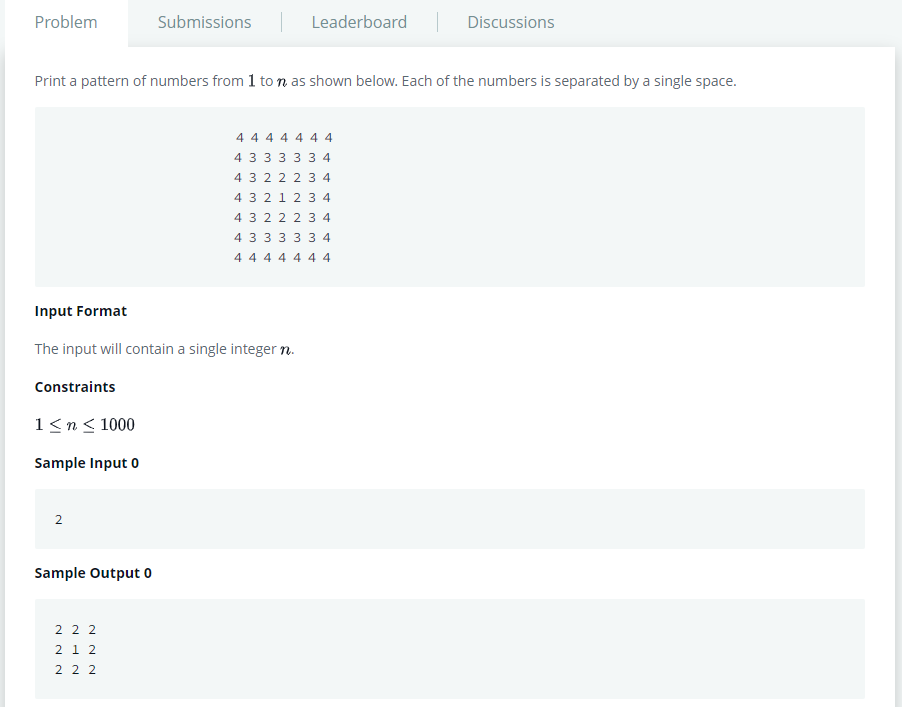 Problem
Submissions
Leaderboard
Discussions
Print a pattern of numbers from 1 to n as shown below. Each of the numbers is separated by a single space.
4 4 4 4 4 4 4
4 3 3 3 3 3 4
4 3 2 2 2 3 4
4 3 2 1 2 3 4
4 3 2 2 2 3 4
4 3 3 3 3 3 4
4 4 4 4 4 4 4
Input Format
The input will contain a single integer n.
Constraints
1 ≤ n ≤ 1000
Sample Input 0
2
Sample Output 0
2 2 2
2 1 2
2 2 2